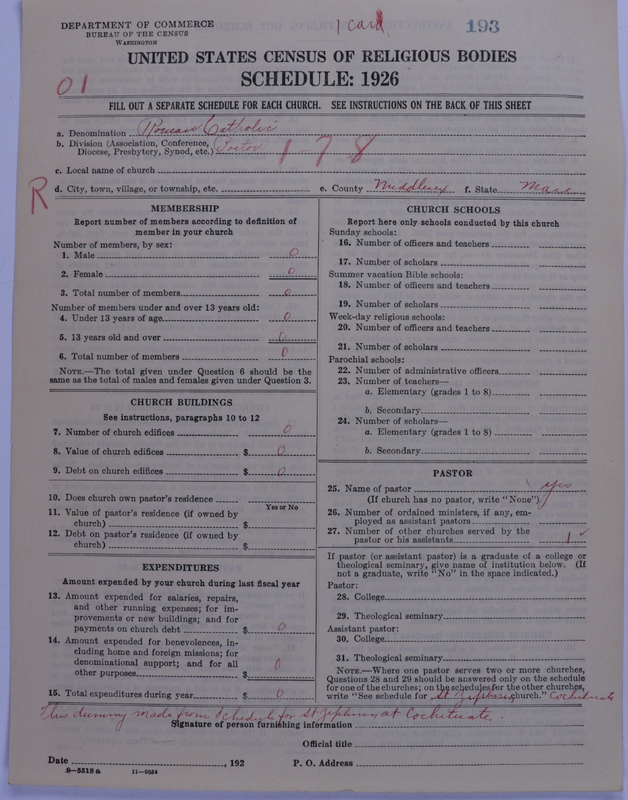 DEPARTMENT OF COMMERCE
BUREAU OF THE CENSUS
WASHINGTON
1 card
193
UNITED STATES CENSUS OF RELIGIOUS BODIES
SCHEDULE: 1926
01
FILL OUT A SEPARATE SCHEDULE FOR EACH CHURCH. SEE INSTRUCTIONS ON THE BACK OF THIS SHEET
a. Denomination Roman Catholic
b. Division (Association, Conference,
Diocese, Presbytery, Synod, etc.) Boston 1-78
c. Local name of church
R
d. City, town, village, or township, etc. e. County Middlesex f. State Mass
MEMBERSHIP
Report number of members according to definition of
member in your church
Number of members, by sex:
1. Male 0
2. Female 0
3. Total number of members 0
Number of members under and over 13 years old:
4. Under 13 years of age 0
5. 13 years old and over 0
6. Total number of members 0
NOTE.—The total given under Question 6 should be the
same as the total of males and females given under Question 3.
CHURCH BUILDINGS
See instructions, paragraphs 10 to 12
7. Number of church edifices 0
8. Value of church edifices $ 0
9. Debt on church edifices $ 0
10. Does church own pastor's residence
Yes or No
11. Value of pastor's residence (if owned by
church) $
12. Debt on pastor's residence (if owned by
church) $
EXPENDITURES
Amount expended by your church during last fiscal year
13. Amount expended for salaries, repairs,
and other running expenses; for im-
provements or new buildings; and for
payments on church debt $ 0
14. Amount expended for benevolences, in-
cluding home and foreign missions; for
denominational support; and for all
other purposes $ 0
15. Total expenditures during year $ 0
CHURCH SCHOOLS
Report here only schools conducted by this church
Sunday schools:
16. Number of officers and teachers
17. Number of scholars
Summer vacation Bible schools:
18. Number of officers and teachers
19. Number of scholars
Week-day religious schools:
20. Number of officers and teachers
21. Number of scholars
Parochial schools:
22. Number of administrative officers
23. Number of teachers—
a. Elementary (grades 1 to 8)
b. Secondary
24. Number of scholars—
a. Elementary (grades 1 to 8)
b. Secondary
PASTOR
25. Name of pastor yes
(If church has no pastor, write "None")
26. Number of ordained ministers, if any, em-
ployed as assistant pastors
27. Number of other churches served by the
pastor or his assistants 1 ✓
If pastor (or assistant pastor) is a graduate of a college or
theological seminary, give name of institution below. (If
not a graduate, write "No" in the space indicated.)
Pastor:
28. College
29. Theological seminary
Assistant pastor:
30. College
31. Theological seminary
NOTE.—Where one pastor serves two or more churches,
Questions 28 and 29 should be answered only on the schedule
for one of the churches; on the schedules for the other churches,
write "See schedule for St Zephirin church." Cochituate
This dummy made from schedule for St Zephirin at Cochituate.
Signature of person furnishing information
Official title
Date , 192 P. O. Address
8—5518 a 11—9054